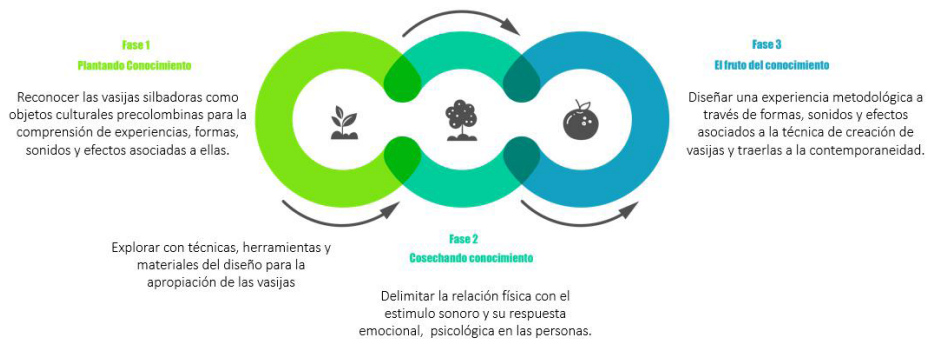 Fase 1
Plantando Conocimiento
Reconocer las vasijas silbadoras como
objetos culturales precolombinas para la
comprensión de experiencias, formas,
sonidos y efectos asociadas a ellas.
Explorar con técnicas, herramientas y
materiales del diseño para la
apropiación de las vasijas
Fase 2
Cosechando conocimiento
Delimitar la relación física con el
estimulo sonoro y su respuesta
emocional, psicológica en las personas.
Fase 3
El fruto del conocimiento
Diseñar una experiencia metodológica a
través de formas, sonidos y efectos
asociados a la técnica de creación de
vasijas y traerlas a la contemporaneidad.